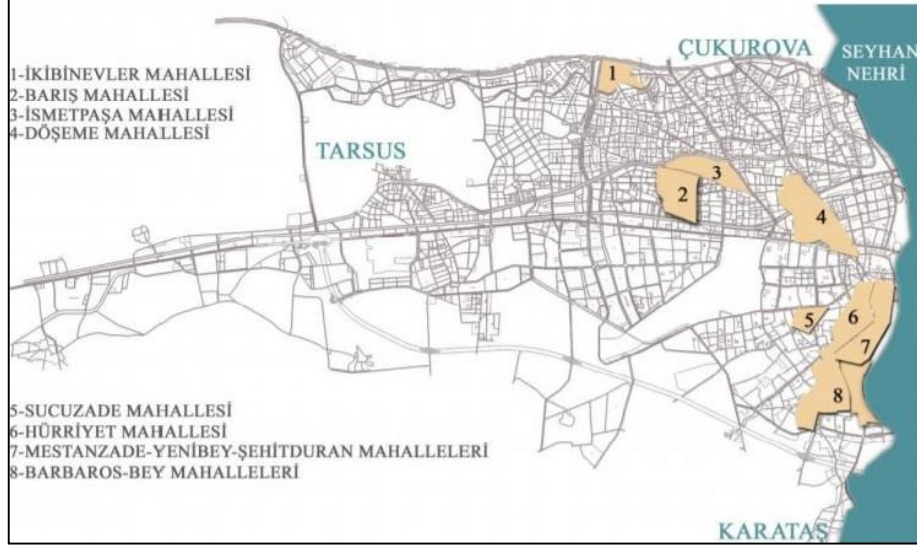 1-İKİBİNEVLER MAHALLESİ
2-BARIŞ MAHALLESİ
3-İSMETPAŞA MAHALLESİ
4-DÖŞEME MAHALLESİ
ÇUKUROVA
SEYHAN
NEHRİ
TARSUS
1
2
3
4
5
6
7
8
5-SUCUZADE MAHALLESİ
6-HÜRRİYET MAHALLESİ
7-MESTANZADE-YENİBEY-ŞEHİTDURAN MAHALLELERİ
8-BARBAROS-BEY MAHALLELERİ
KARATAŞ